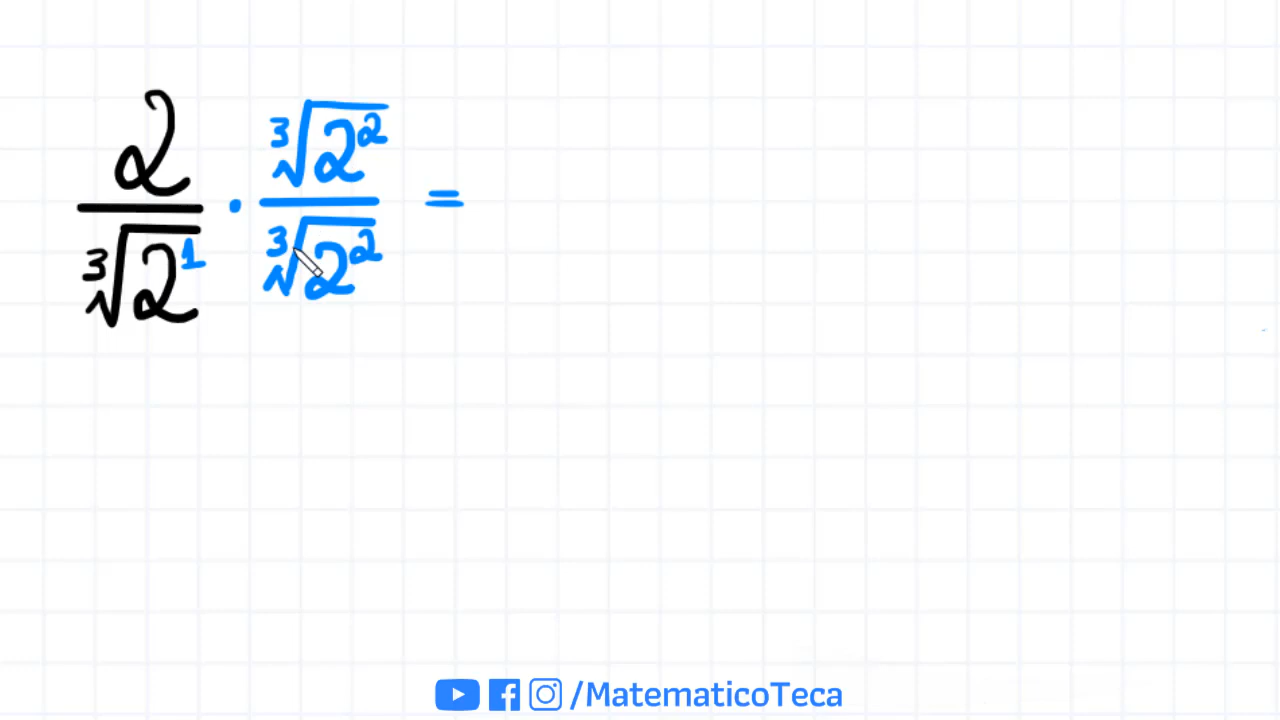 2 / ∛2¹ · ∛2² / ∛2² =
/MatematicoTeca